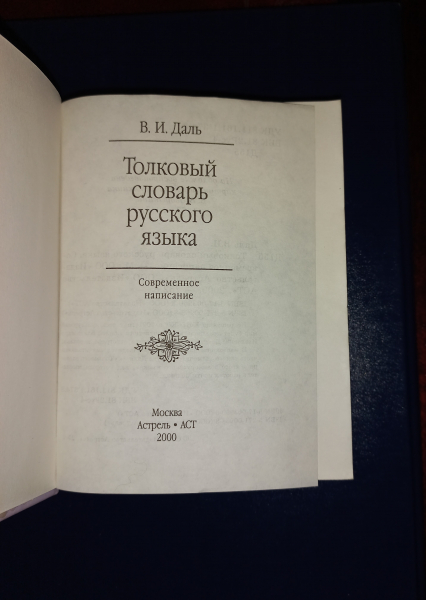 В. И. Даль
Толковый
словарь
русского
языка
Современное
написание
Москва
Астрель • АСТ
2000